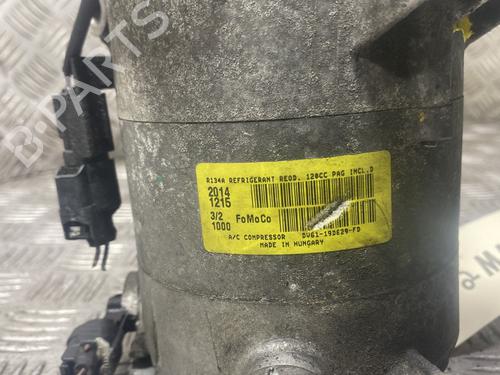 R134A REFRIGERANT REQD. 120CC PAG INCL.D
2014
1215
3/2
1000
FoMoCo
A/C COMPRESSOR DV61-19D629-FD
MADE IN HUNGARY
B-Parts